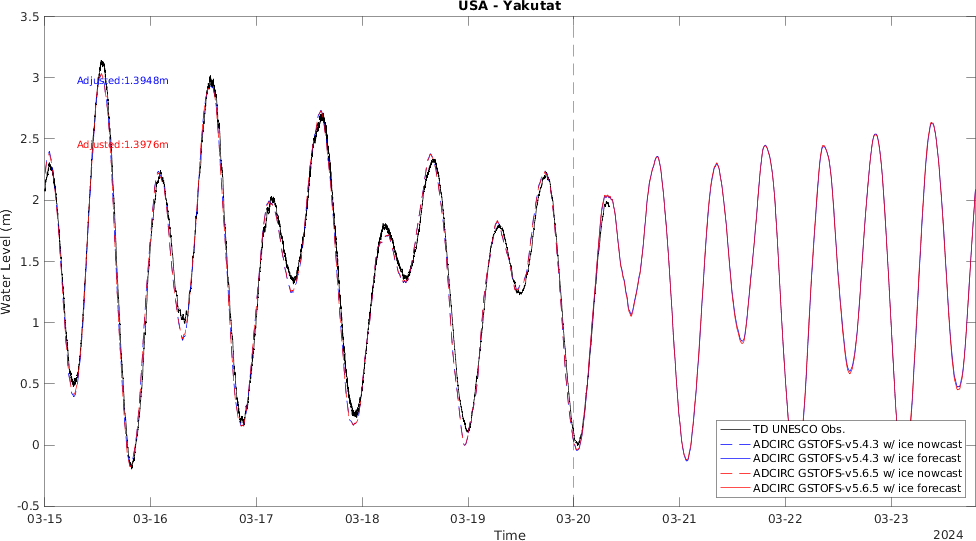 USA - Yakutat
3.5
3
2.5
2
1.5
1
0.5
0
-0.5
Water Level (m)
Adjusted:1.3948m
Adjusted:1.3976m
TD UNESCO Obs.
ADCIRC GSTOFS-v5.4.3 w/ ice nowcast
ADCIRC GSTOFS-v5.4.3 w/ ice forecast
ADCIRC GSTOFS-v5.6.5 w/ ice nowcast
ADCIRC GSTOFS-v5.6.5 w/ ice forecast
03-15 03-16 03-17 03-18 03-19 03-20 03-21 03-22 03-23
Time
2024